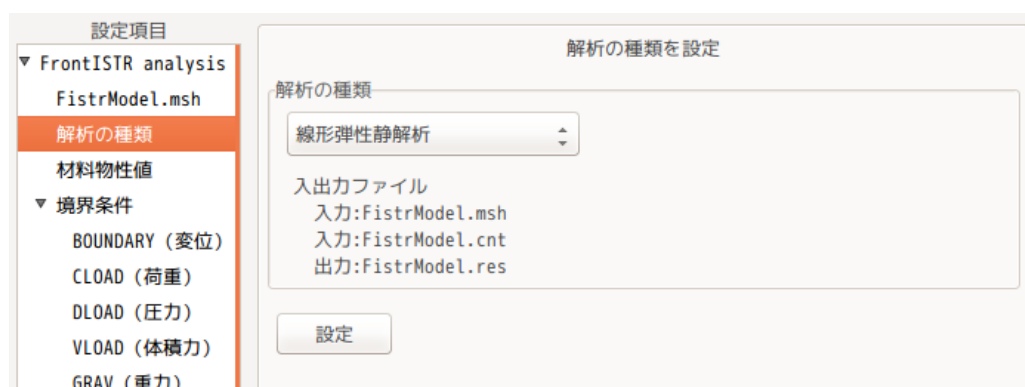 設定項目
FrontISTR analysis
FistrModel.msh
解析の種類
材料物性値
境界条件
BOUNDARY (変位)
CLOAD (荷重)
DLOAD (圧力)
VLOAD (体積力)
GRAV (重力)
解析の種類を設定
解析の種類
線形弾性静解析
入出力ファイル
入力:FistrModel.msh
入力:FistrModel.cnt
出力:FistrModel.res
設定